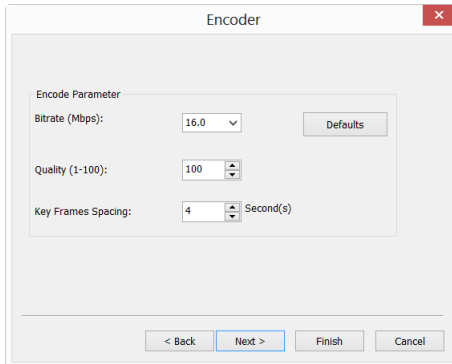 Encoder
Encode Parameter
Bitrate (Mbps): 16.0 Defaults
Quality (1-100): 100
Key Frames Spacing: 4 Second(s)
< Back Next > Finish Cancel